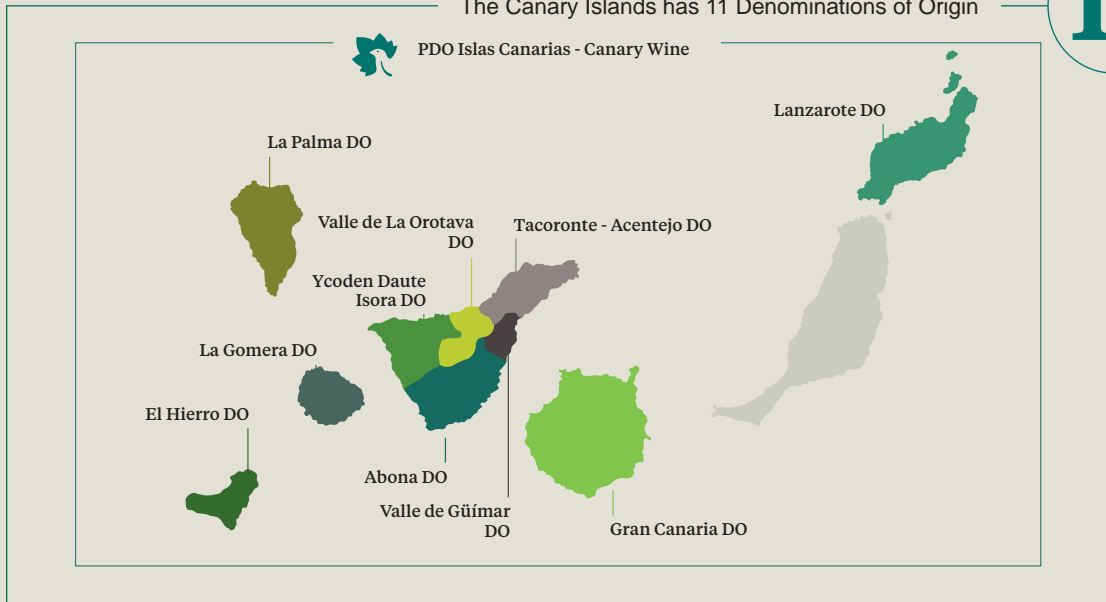 The Canary Islands has 11 Denominations of Origin
PDO Islas Canarias - Canary Wine
Lanzarote DO
La Palma DO
Valle de La Orotava
DO
Tacoronte - Acentejo DO
Ycoden Daute
Isora DO
La Gomera DO
El Hierro DO
Abona DO
Valle de Güímar
DO
Gran Canaria DO